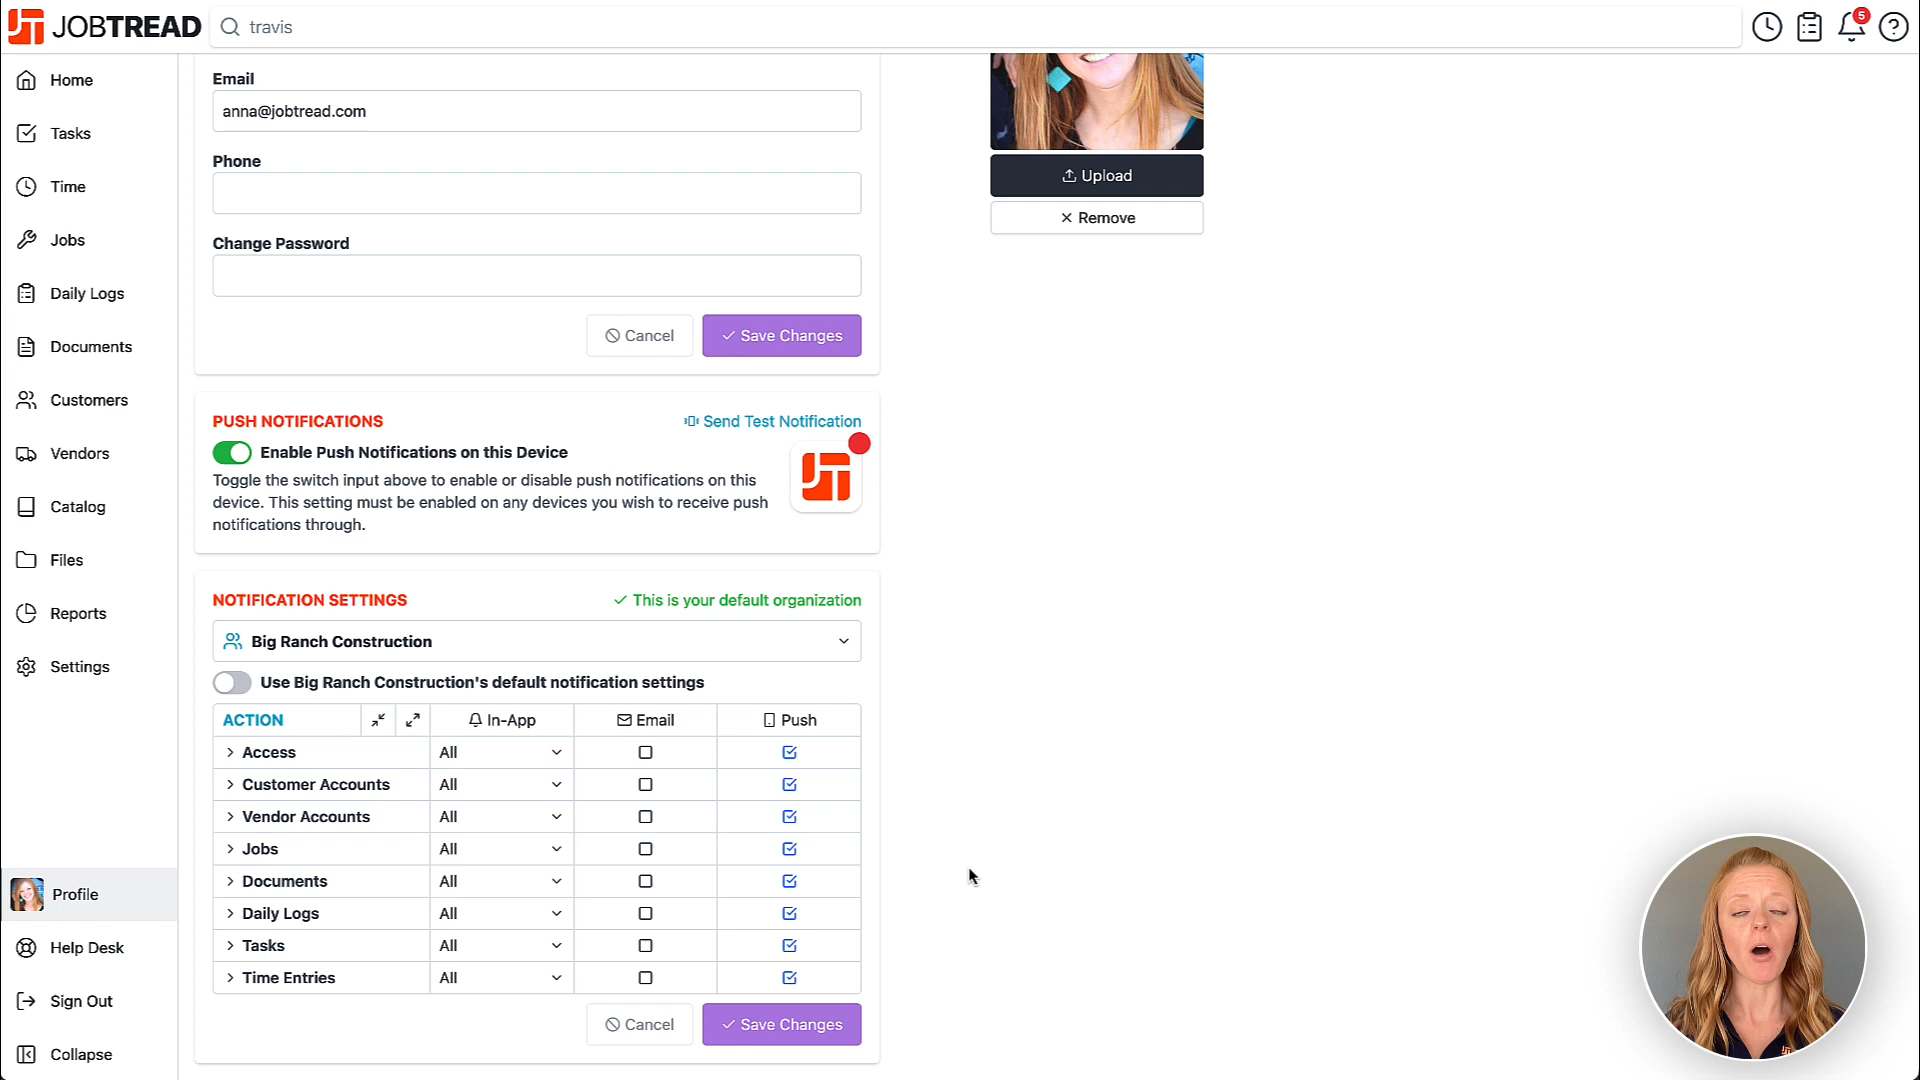 JOBTREAD
travis
5
Home
Tasks
Time
Jobs
Daily Logs
Documents
Customers
Vendors
Catalog
Files
Reports
Settings
Profile
Help Desk
Sign Out
Collapse
Email
anna@jobtread.com
Phone
Change Password
Cancel
Save Changes
Upload
Remove
PUSH NOTIFICATIONS
Send Test Notification
Enable Push Notifications on this Device
Toggle the switch input above to enable or disable push notifications on this
device. This setting must be enabled on any devices you wish to receive push
notifications through.
NOTIFICATION SETTINGS
This is your default organization
Big Ranch Construction
Use Big Ranch Construction's default notification settings
ACTION In-App Email Push
Access All
Customer Accounts All
Vendor Accounts All
Jobs All
Documents All
Daily Logs All
Tasks All
Time Entries All
Cancel
Save Changes